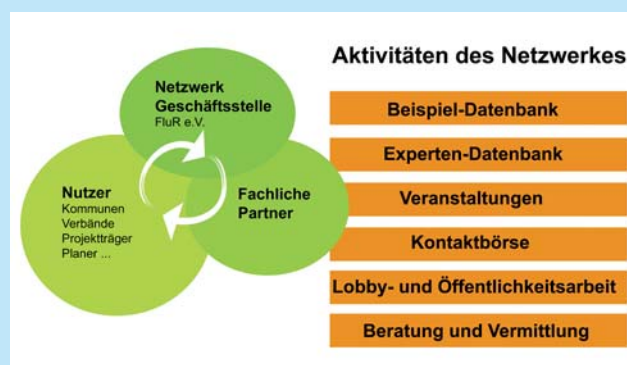 Netzwerk
Geschäftsstelle
FluR e.V.
Nutzer
Kommunen
Verbände
Projektträger
Planer ...
Fachliche
Partner
Aktivitäten des Netzwerkes
Beispiel-Datenbank
Experten-Datenbank
Veranstaltungen
Kontaktbörse
Lobby- und Öffentlichkeitsarbeit
Beratung und Vermittlung